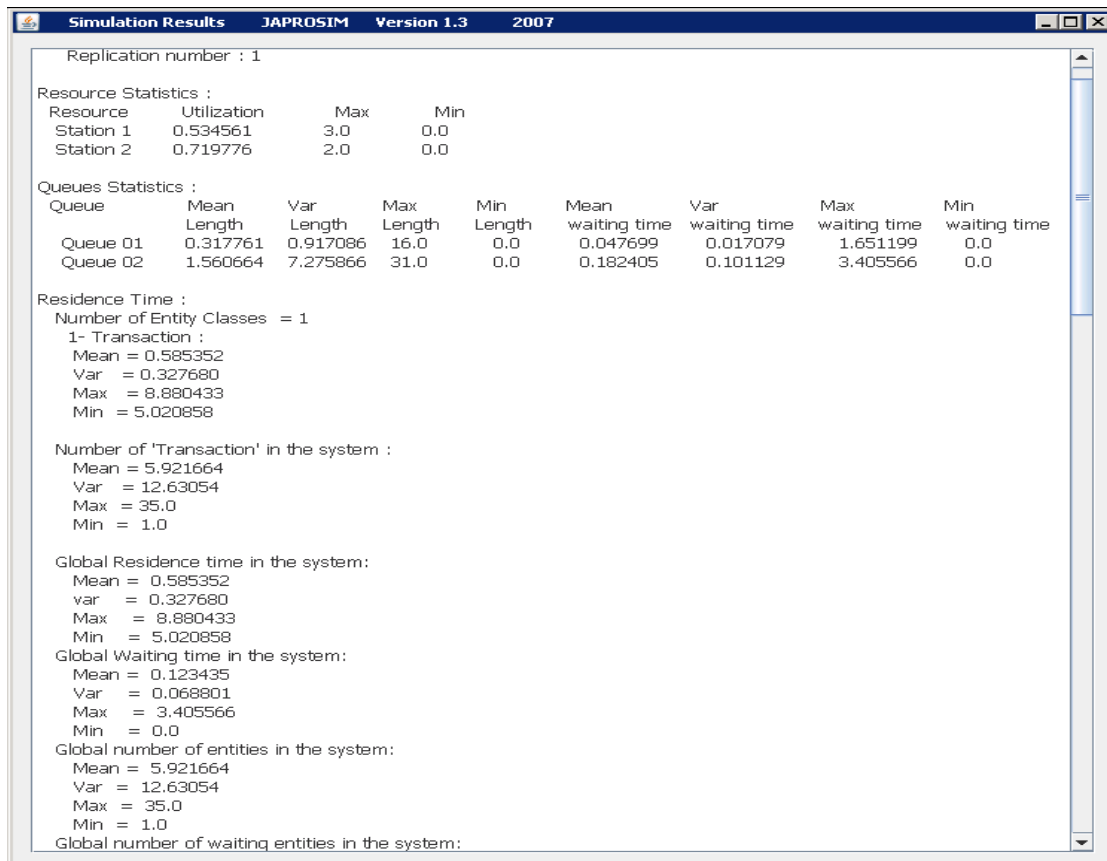 Simulation Results JAPROSIM Version 1.3 2007
Replication number : 1
Resource Statistics :
Resource Utilization Max Min
Station 1 0.534561 3.0 0.0
Station 2 0.719776 2.0 0.0
Queues Statistics :
Queue Mean Var Max Min Mean Var Max Min
Length Length Length Length waiting time waiting time waiting time waiting time
Queue 01 0.317761 0.917086 16.0 0.0 0.047699 0.017079 1.651199 0.0
Queue 02 1.560664 7.275866 31.0 0.0 0.182405 0.101129 3.405566 0.0
Residence Time :
Number of Entity Classes = 1
1- Transaction :
Mean = 0.585352
Var = 0.327680
Max = 8.880433
Min = 5.020858
Number of 'Transaction' in the system :
Mean = 5.921664
Var = 12.63054
Max = 35.0
Min = 1.0
Global Residence time in the system:
Mean = 0.585352
var = 0.327680
Max = 8.880433
Min = 5.020858
Global Waiting time in the system:
Mean = 0.123435
Var = 0.068801
Max = 3.405566
Min = 0.0
Global number of entities in the system:
Mean = 5.921664
Var = 12.63054
Max = 35.0
Min = 1.0
Global number of waiting entities in the system: